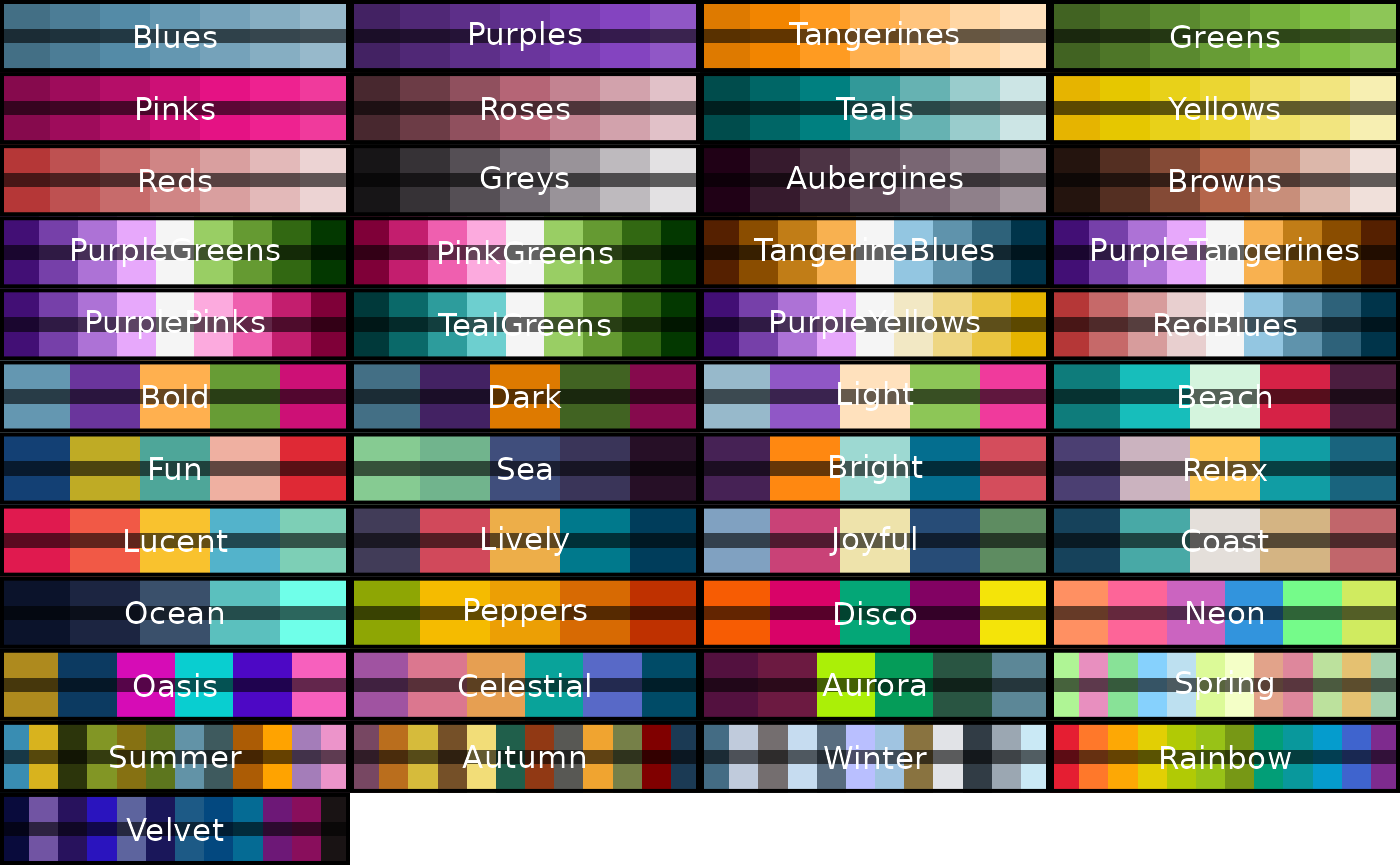 Blues
Purples
Tangerines
Greens
Pinks
Roses
Teals
Yellows
Reds
Greys
Aubergines
Browns
PurpleGreens
PinkGreens
TangerineBlues
PurpleTangerines
PurplePinks
TealGreens
PurpleYellows
RedBlues
Bold
Dark
Light
Beach
Fun
Sea
Bright
Relax
Lucent
Lively
Joyful
Coast
Ocean
Peppers
Disco
Neon
Oasis
Celestial
Aurora
Spring
Summer
Autumn
Winter
Rainbow
Velvet